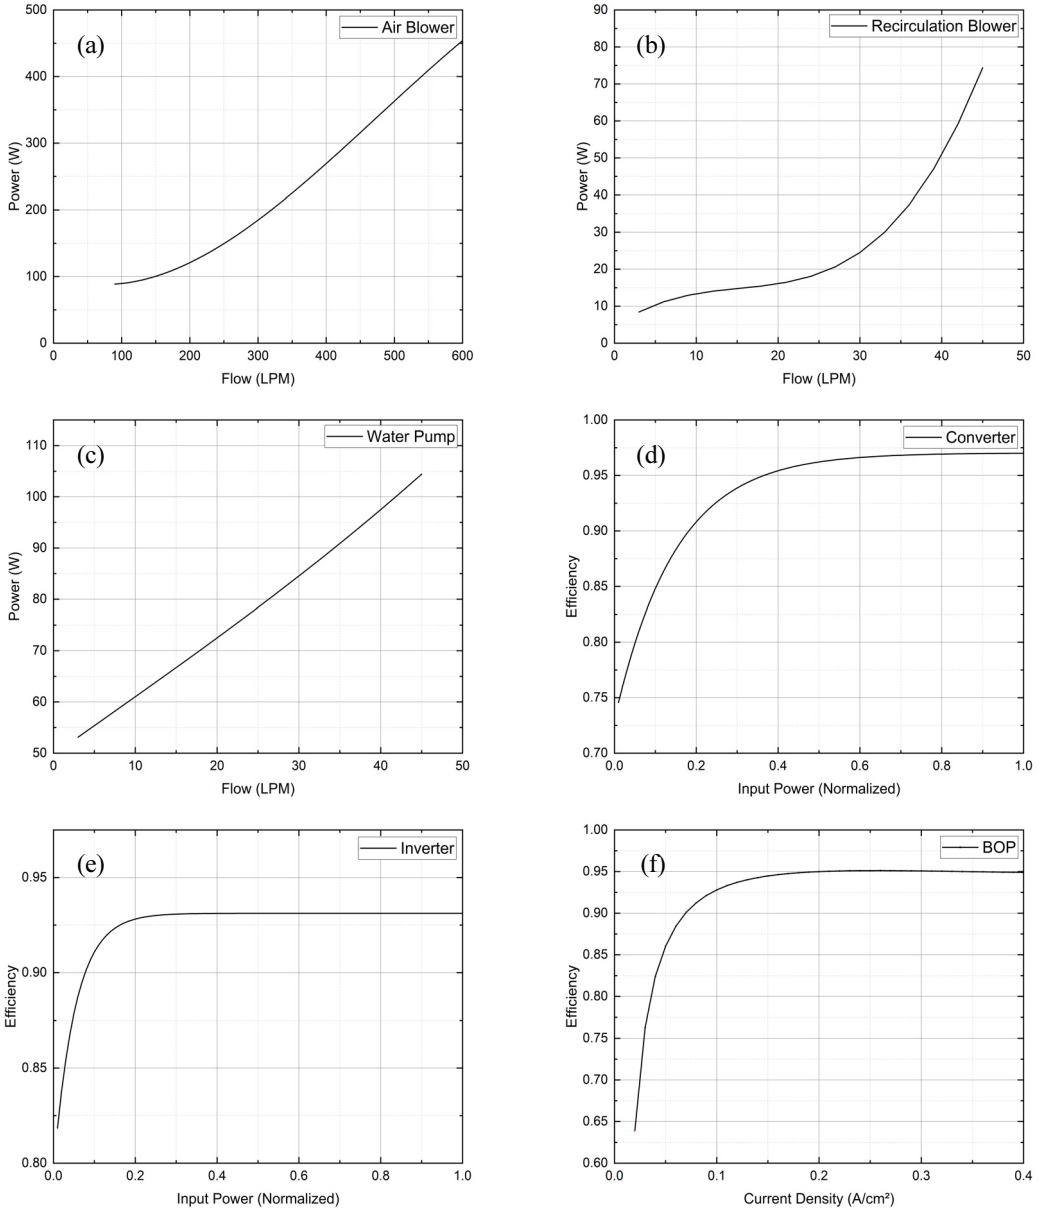 (a)
Air Blower
500
400
300
200
100
0
Power (W)
0 100 200 300 400 500 600
Flow (LPM)
(b)
Recirculation Blower
90
80
70
60
50
40
30
20
10
0
Power (W)
0 10 20 30 40 50
Flow (LPM)
(c)
Water Pump
110
100
90
80
70
60
50
Power (W)
0 10 20 30 40 50
Flow (LPM)
(d)
Converter
1.00
0.95
0.90
0.85
0.80
0.75
0.70
Efficiency
0.0 0.2 0.4 0.6 0.8 1.0
Input Power (Normalized)
(e)
Inverter
0.95
0.90
0.85
0.80
Efficiency
0.0 0.2 0.4 0.6 0.8 1.0
Input Power (Normalized)
(f)
BOP
1.00
0.95
0.90
0.85
0.80
0.75
0.70
0.65
0.60
Efficiency
0.0 0.1 0.2 0.3 0.4
Current Density (A/cm²)